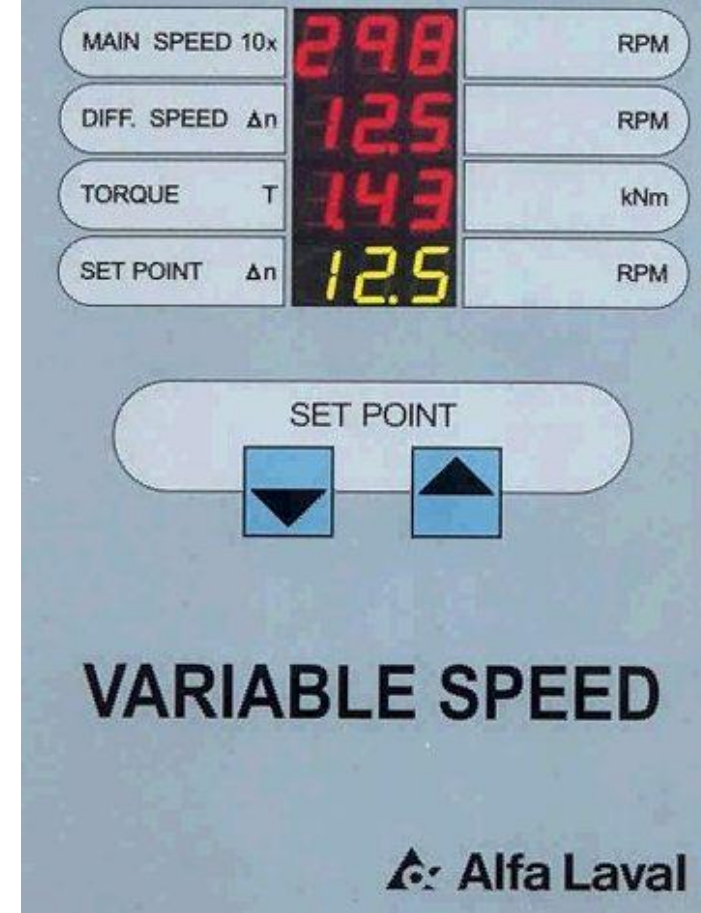 MAIN SPEED 10x 298 RPM
DIFF. SPEED Δn 12.5 RPM
TORQUE T 1.43 kNm
SET POINT Δn 12.5 RPM
SET POINT
VARIABLE SPEED
Alfa Laval